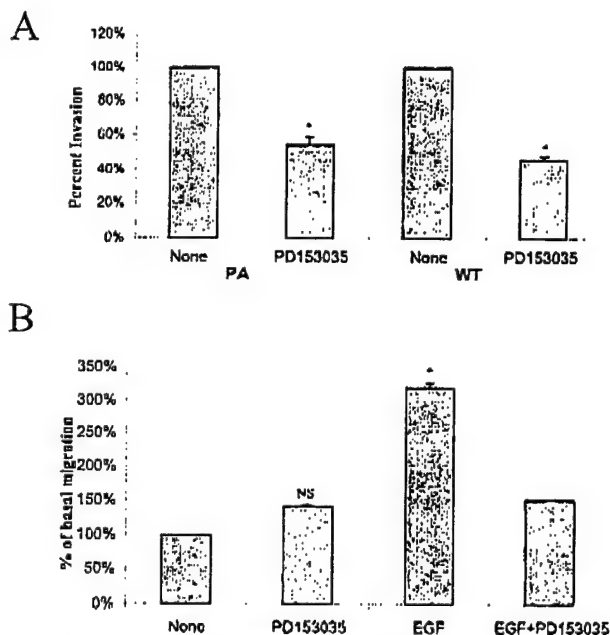 A
120%
100%
80%
60%
40%
20%
0%
Percent Invasion
*
*
None PD153035 None PD153035
PA WT
B
350%
300%
250%
200%
150%
100%
50%
0%
% of basal migration
NS
*
None PD153035 EGF EGF+PD153035